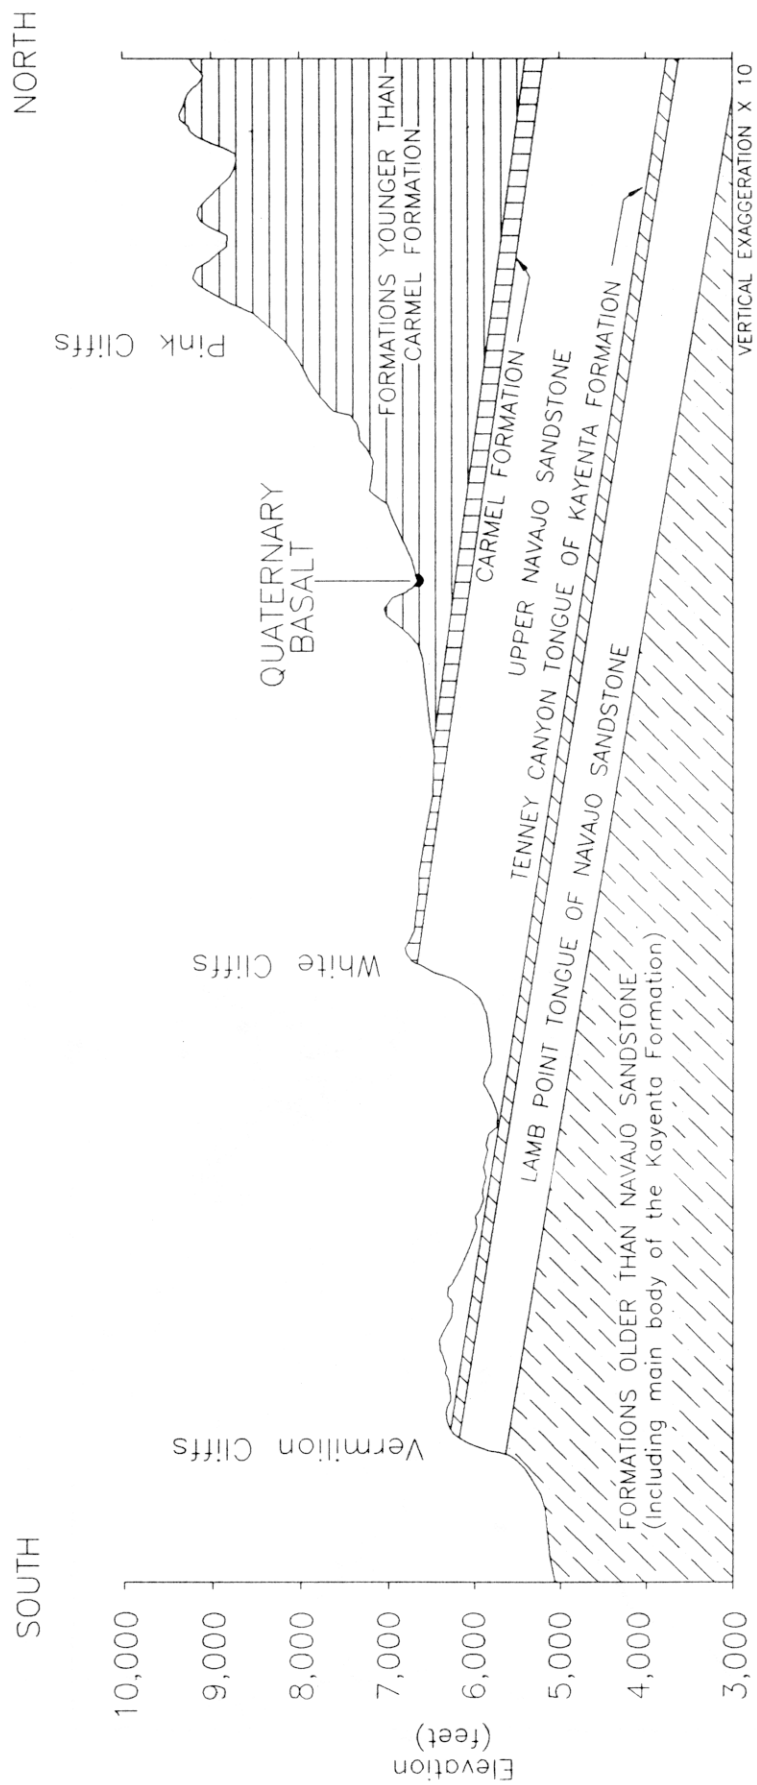 SOUTH
NORTH
Elevation
(feet)
10,000
9,000
8,000
7,000
6,000
5,000
4,000
3,000
Vermilion Cliffs
White Cliffs
Pink Cliffs
QUATERNARY
BASALT
FORMATIONS YOUNGER THAN
CARMEL FORMATION
CARMEL FORMATION
UPPER NAVAJO SANDSTONE
TENNEY CANYON TONGUE OF KAYENTA FORMATION
LAMB POINT TONGUE OF NAVAJO SANDSTONE
FORMATIONS OLDER THAN NAVAJO SANDSTONE
(Including main body of the Kayenta Formation)
VERTICAL EXAGGERATION X 10